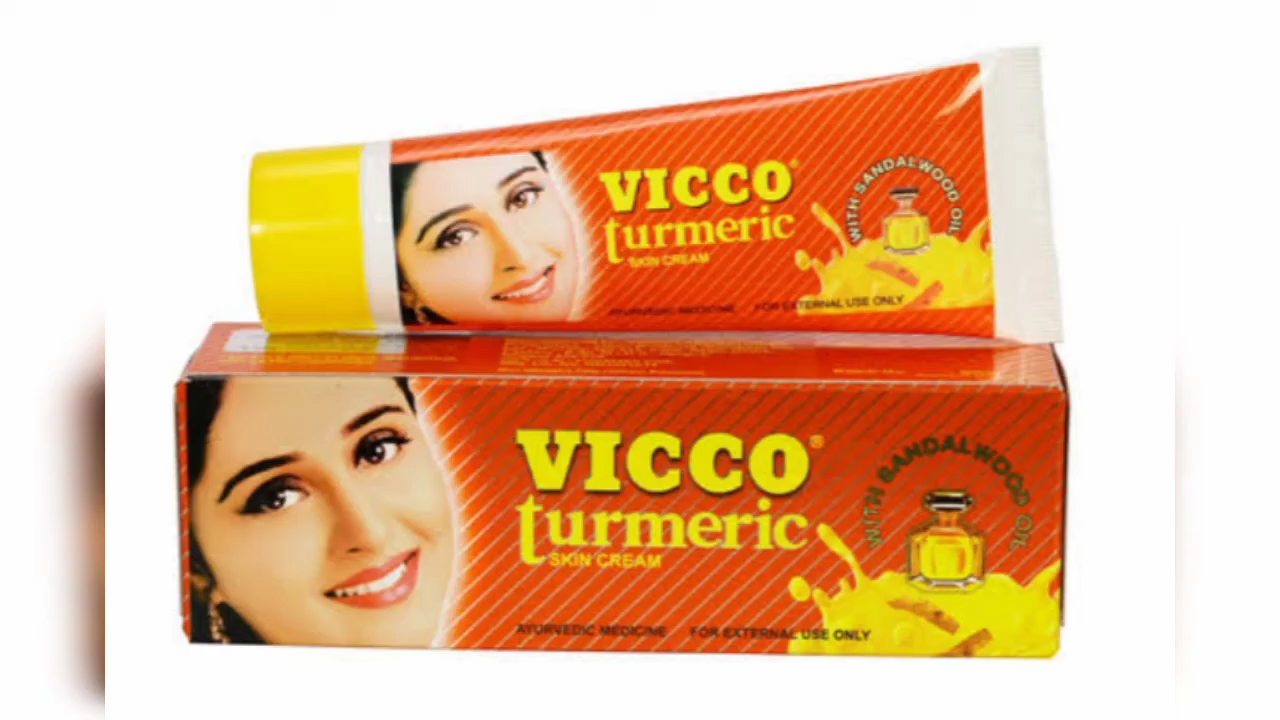 VICCO®
turmeric
SKIN CREAM
AYURVEDIC MEDICINE FOR EXTERNAL USE ONLY
WITH SANDALWOOD OIL
VICCO®
turmeric
SKIN CREAM
AYURVEDIC MEDICINE FOR EXTERNAL USE ONLY
WITH SANDALWOOD OIL